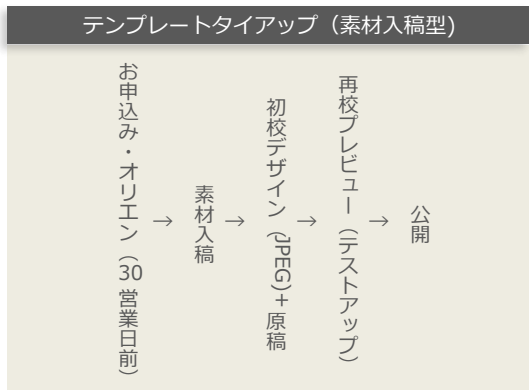 テンプレートタイアップ（素材入稿型)
お申込み・オリエン（30営業日前）
→
素材入稿
→
初校デザイン（JPEG)＋原稿
→
再校プレビュー（テストアップ）
→
公開